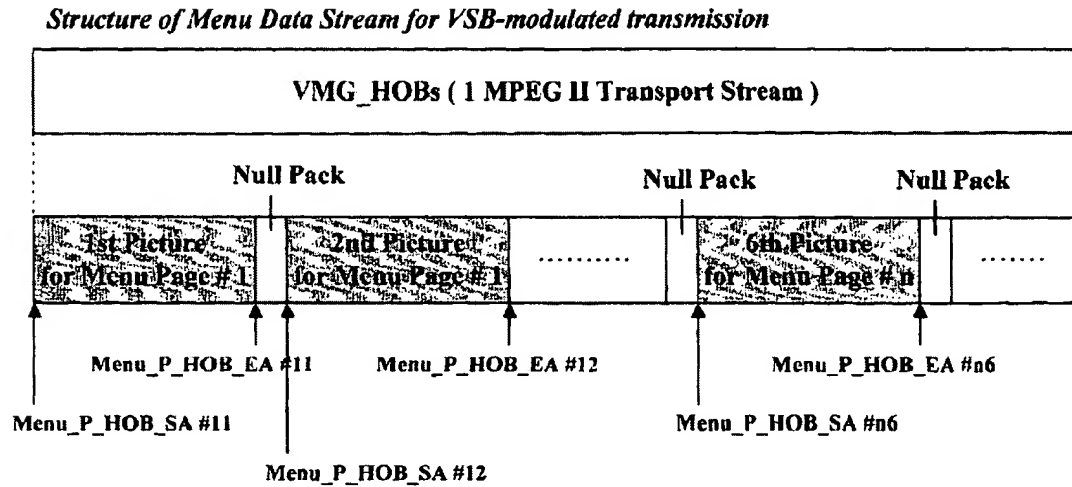 Structure of Menu Data Stream for VSB-modulated transmission
VMG_HOBs ( 1 MPEG II Transport Stream )
Null Pack
Null Pack
Null Pack
1st Picture
for Menu Page # 1
2nd Picture
for Menu Page # 1
..........
6th Picture
for Menu Page # n
.......
Menu_P_HOB_EA #11
Menu_P_HOB_EA #12
Menu_P_HOB_EA #n6
Menu_P_HOB_SA #11
Menu_P_HOB_SA #n6
Menu_P_HOB_SA #12